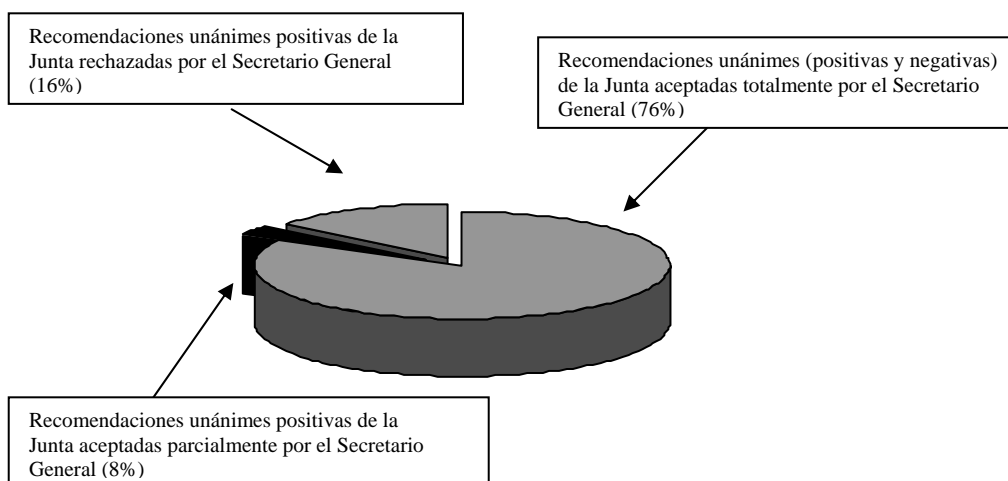 Recomendaciones unánimes positivas de la
Junta rechazadas por el Secretario General
(16%)
Recomendaciones unánimes (positivas y negativas)
de la Junta aceptadas totalmente por el Secretario
General (76%)
Recomendaciones unánimes positivas de la
Junta aceptadas parcialmente por el Secretario
General (8%)